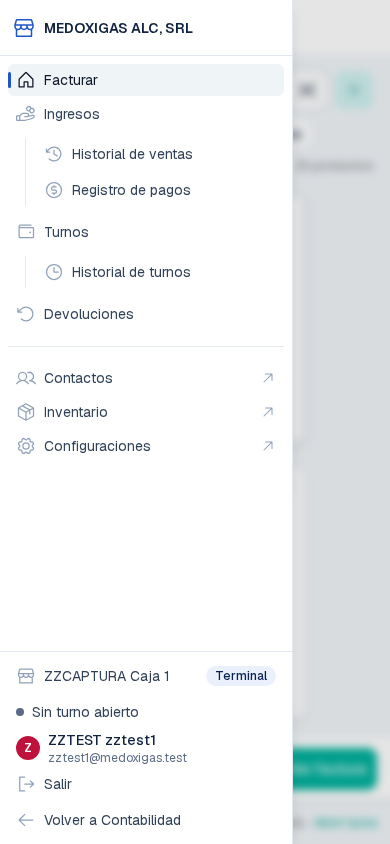 MEDOXIGAS ALC, SRL
Facturar
Ingresos
Historial de ventas
Registro de pagos
Turnos
Historial de turnos
Devoluciones
Contactos
Inventario
Configuraciones
ZZCAPTURA Caja 1 Terminal
Sin turno abierto
Z ZZTEST zztest1
zztest1@medoxigas.test
Salir
Volver a Contabilidad